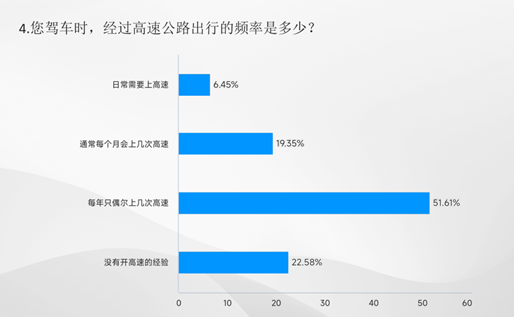 4.您驾车时，经过高速公路出行的频率是多少？
日常需要上高速
6.45%
通常每个月会上几次高速
19.35%
每年只偶尔上几次高速
51.61%
没有开高速的经验
22.58%
0 10 20 30 40 50 60